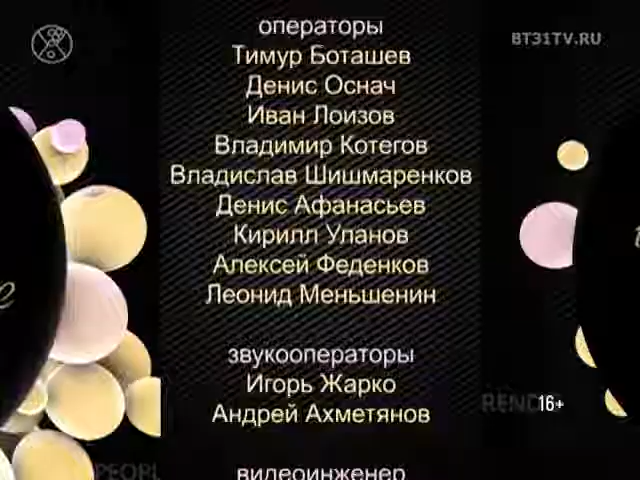 операторы
BT31TV.RU
Тимур Боташев
Денис Оснач
Иван Лоизов
Владимир Котегов
Владислав Шишмаренков
Денис Афанасьев
Кирилл Уланов
Алексей Феденков
Леонид Меньшенин
звукооператоры
Игорь Жарко
Андрей Ахметянов
16+
видеоинженер